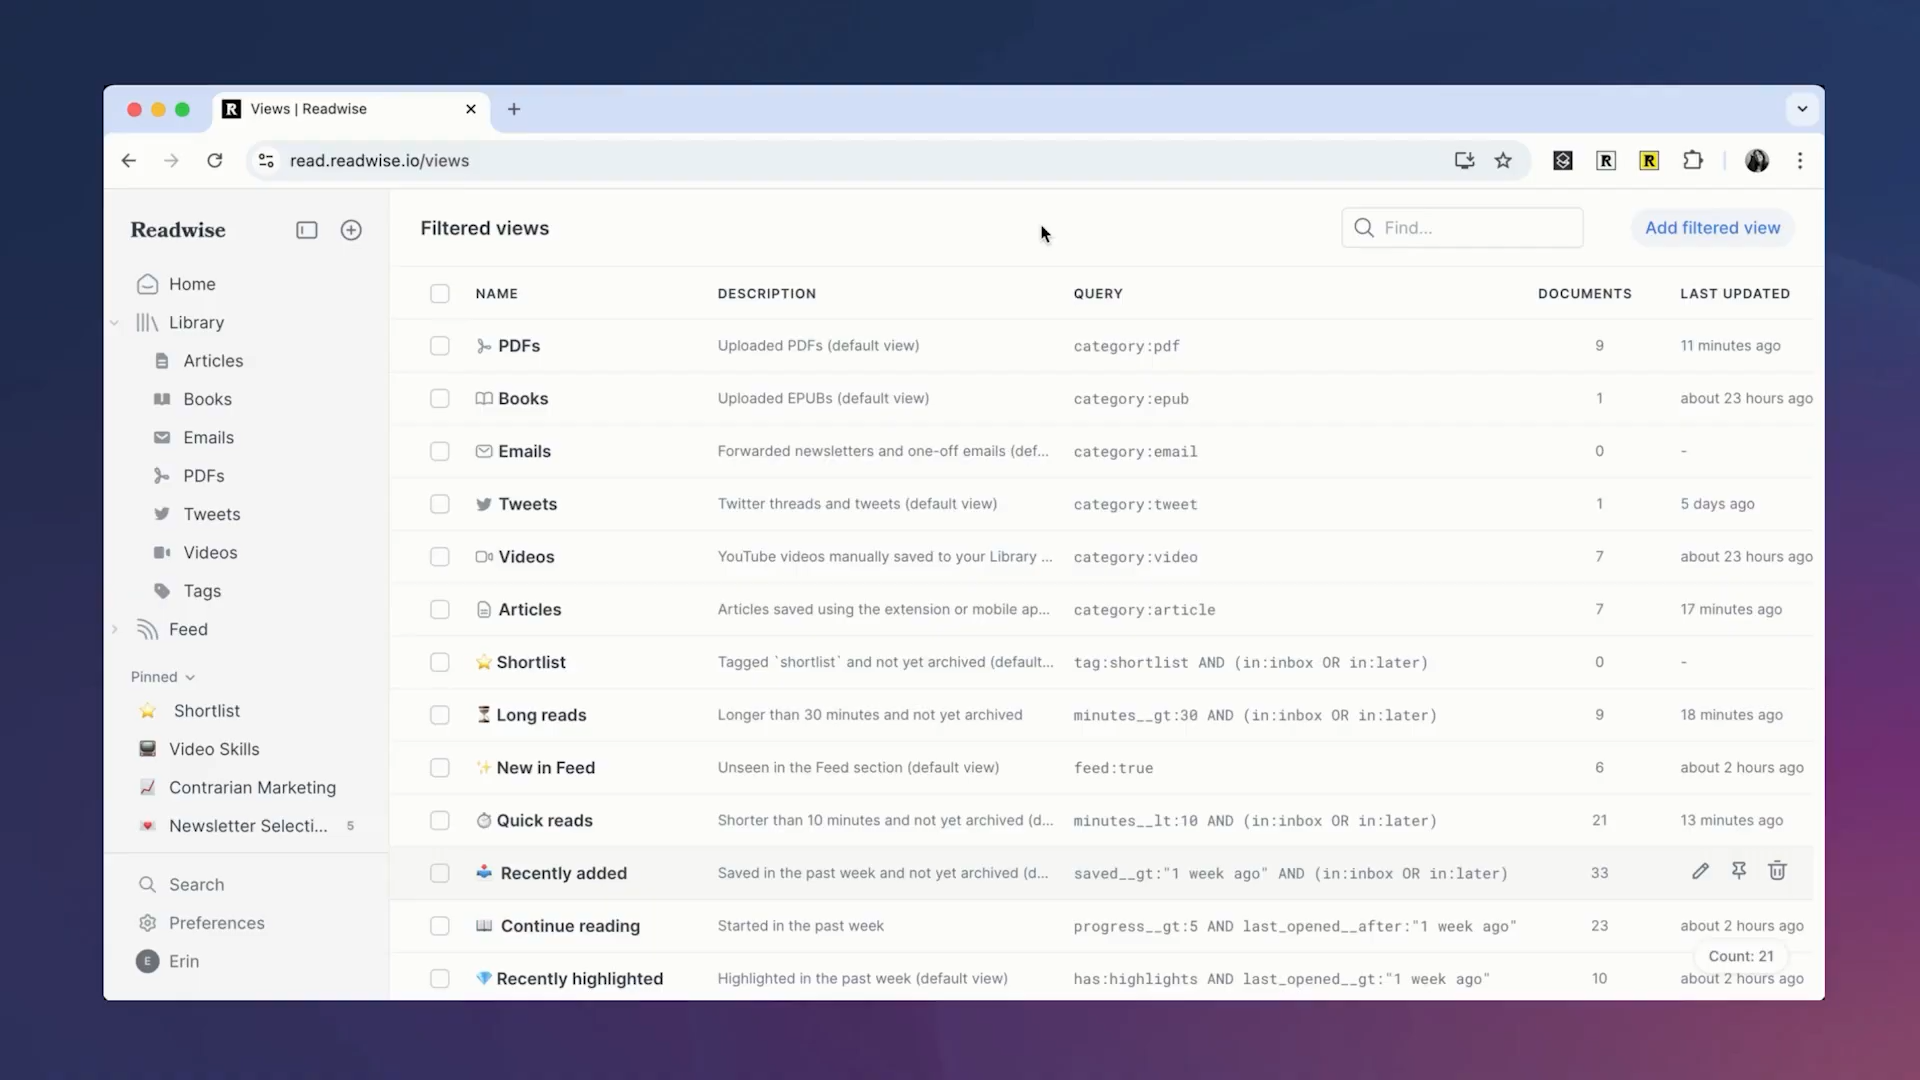 Views | Readwise
read.readwise.io/views
Readwise
Home
Library
Articles
Books
Emails
PDFs
Tweets
Videos
Tags
Feed
Pinned
Shortlist
Video Skills
Contrarian Marketing
Newsletter Selecti... 5
Search
Preferences
E Erin
Filtered views
Find...
Add filtered view
NAME DESCRIPTION QUERY DOCUMENTS LAST UPDATED
PDFs Uploaded PDFs (default view) category:pdf 9 11 minutes ago
Books Uploaded EPUBs (default view) category:epub 1 about 23 hours ago
Emails Forwarded newsletters and one-off emails (def... category:email 0 -
Tweets Twitter threads and tweets (default view) category:tweet 1 5 days ago
Videos YouTube videos manually saved to your Library ... category:video 7 about 23 hours ago
Articles Articles saved using the extension or mobile ap... category:article 7 17 minutes ago
Shortlist Tagged `shortlist` and not yet archived (default... tag:shortlist AND (in:inbox OR in:later) 0 -
Long reads Longer than 30 minutes and not yet archived minutes__gt:30 AND (in:inbox OR in:later) 9 18 minutes ago
New in Feed Unseen in the Feed section (default view) feed:true 6 about 2 hours ago
Quick reads Shorter than 10 minutes and not yet archived (d... minutes__lt:10 AND (in:inbox OR in:later) 21 13 minutes ago
Recently added Saved in the past week and not yet archived (d... saved__gt:"1 week ago" AND (in:inbox OR in:later) 33
Continue reading Started in the past week progress__gt:5 AND last_opened__after:"1 week ago" 23 about 2 hours ago
Count: 21
Recently highlighted Highlighted in the past week (default view) has:highlights AND last_opened__gt:"1 week ago" 10 about 2 hours ago